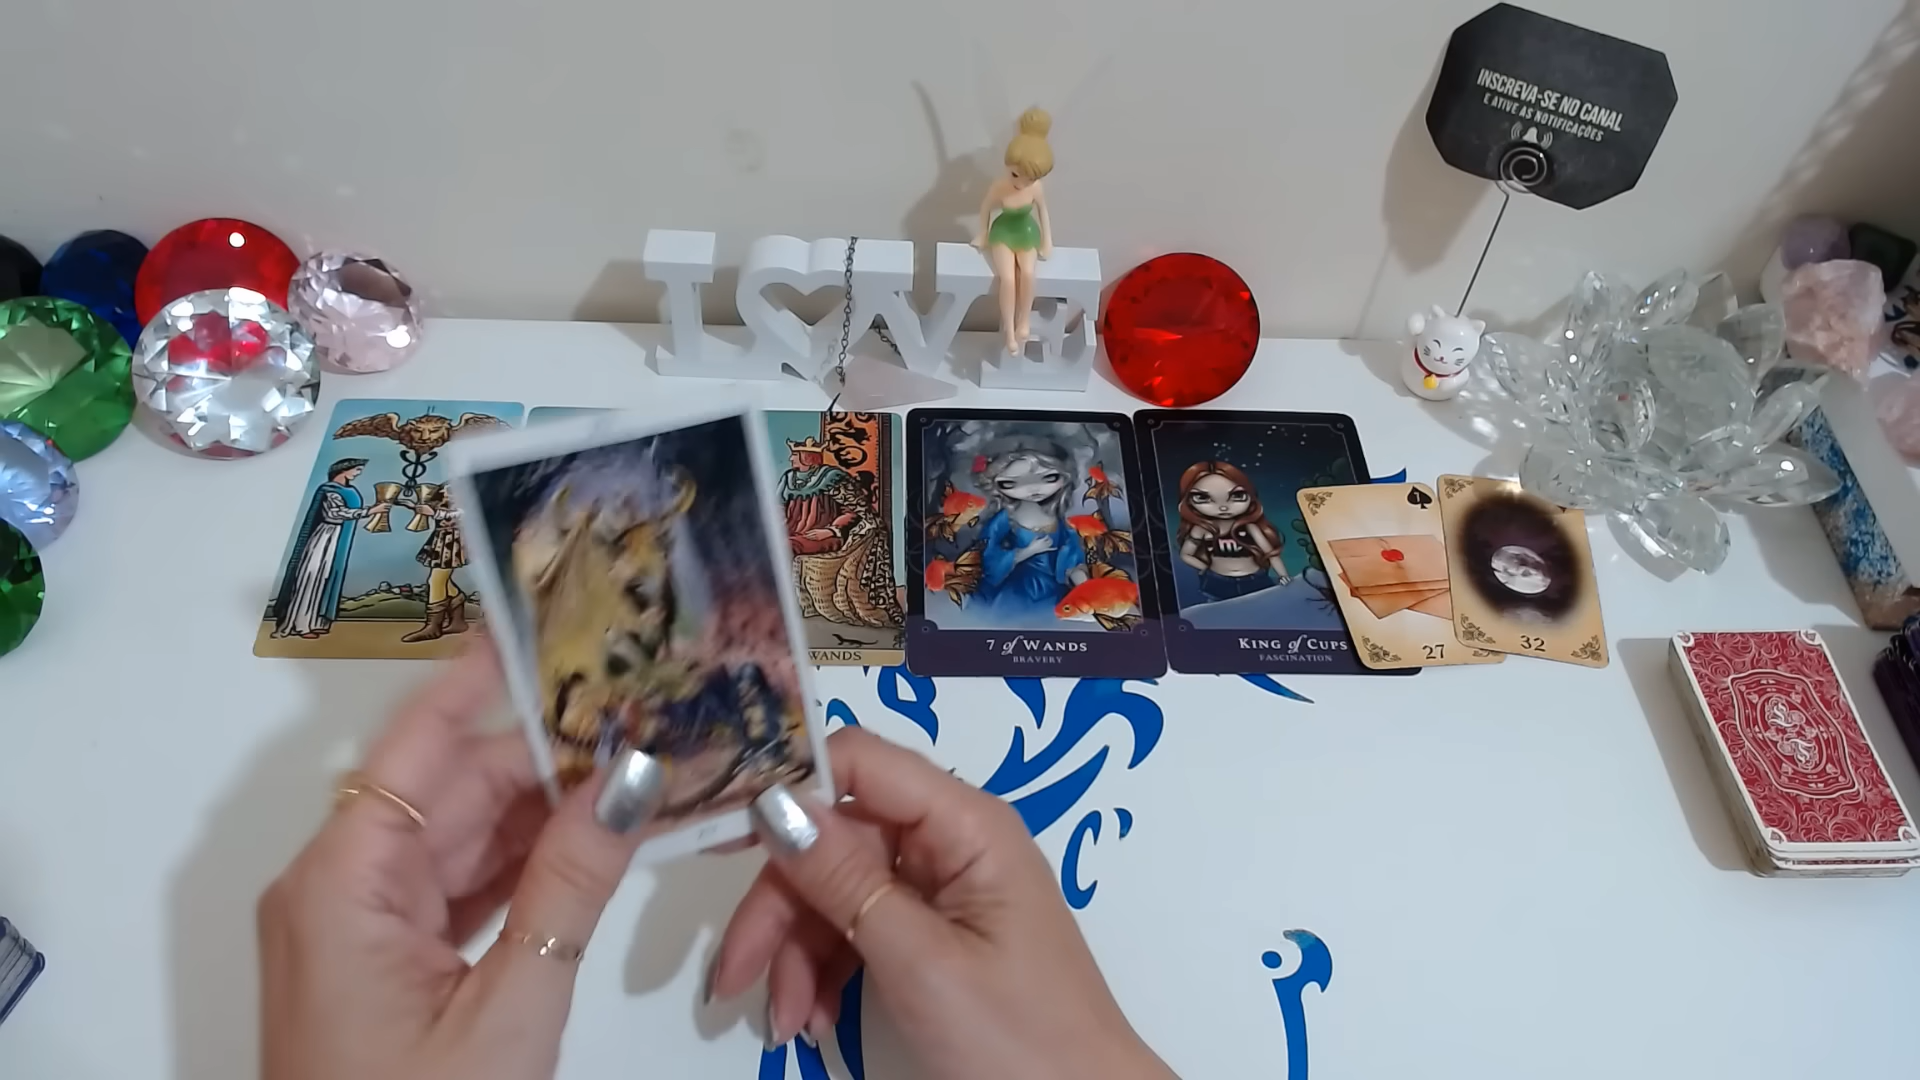 INSCREVA-SE NO CANAL
E ATIVE AS NOTIFICAÇÕES
LOVE
WANDS
7 of WANDS
BRAVERY
KING of CUPS
FASCINATION
1
27
32